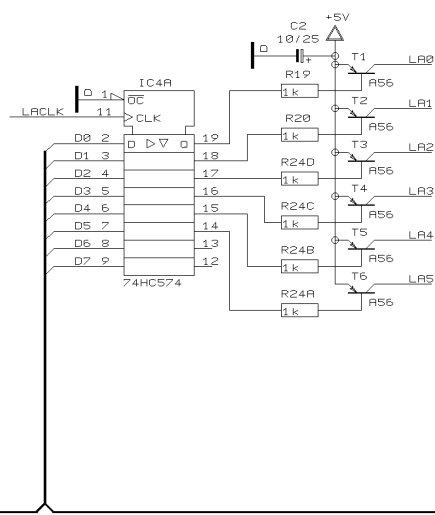 +5V
C2
10/25
+
D
T1
LA0
IC4A
R19
A56
D
1
OC
1k
T2
LA1
LACLK
11
CLK
R20
A56
D0 2
D
Q
19
1k
T3
LA2
D1 3
18
R24D
A56
D2 4
17
1k
T4
LA3
D3 5
16
R24C
A56
D4 6
15
1k
T5
LA4
D5 7
14
R24B
A56
D6 8
13
1k
T6
LA5
D7 9
12
74HC574
R24A
A56
1k